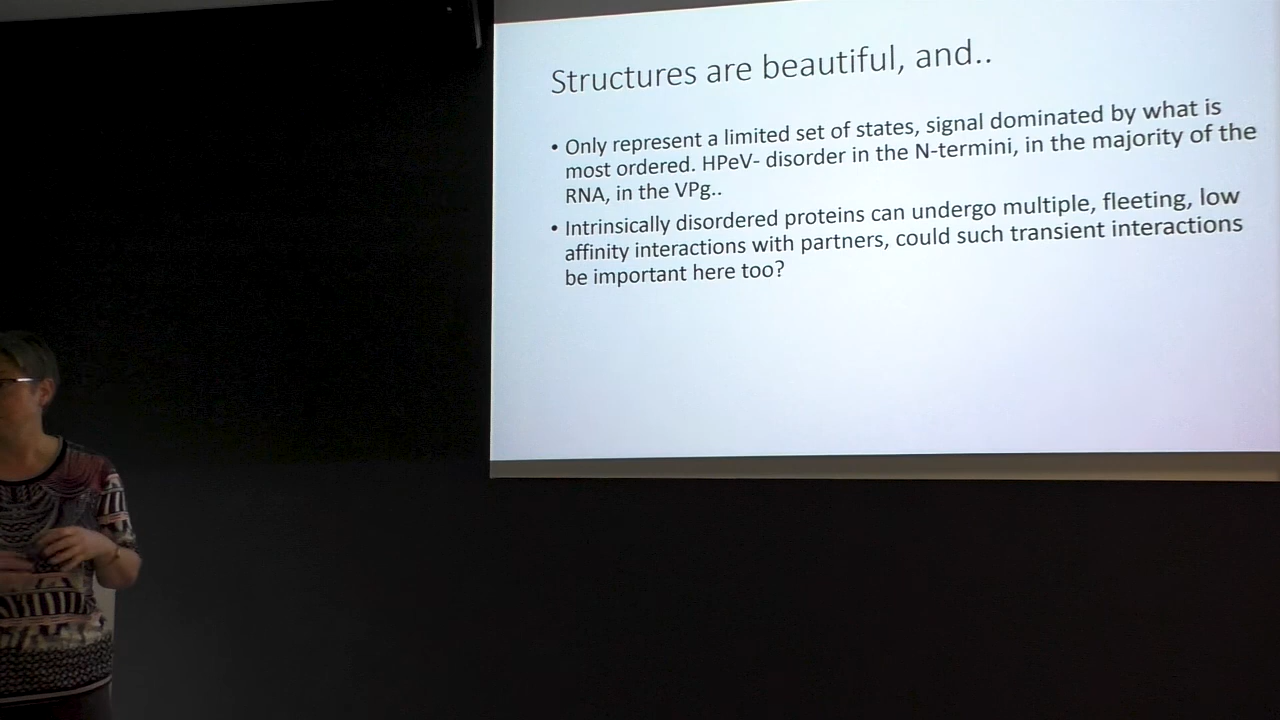 Structures are beautiful, and..
• Only represent a limited set of states, signal dominated by what is
most ordered. HPeV- disorder in the N-termini, in the majority of the
RNA, in the VPg..
• Intrinsically disordered proteins can undergo multiple, fleeting, low
affinity interactions with partners, could such transient interactions
be important here too?